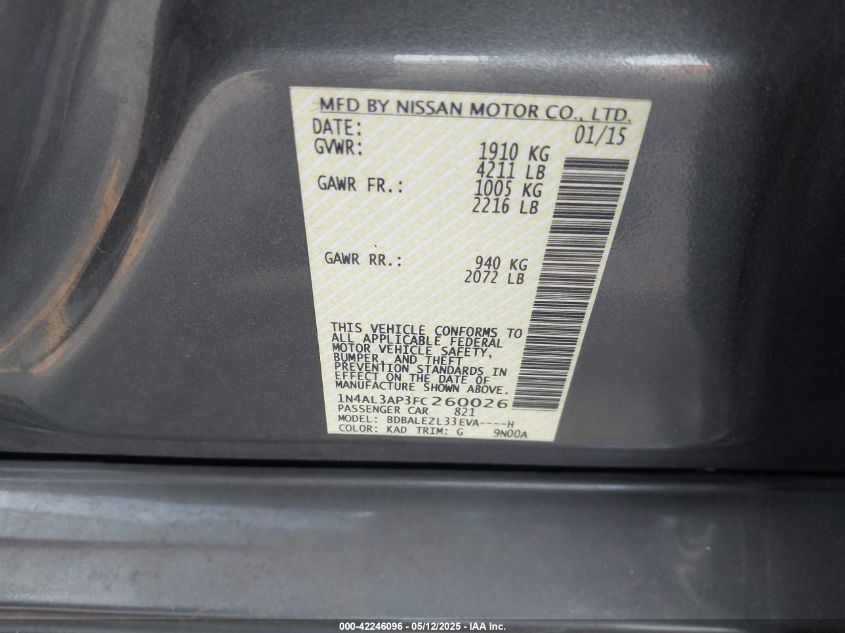 MFD BY NISSAN MOTOR CO., LTD.
DATE: 01/15
GVWR: 1910 KG
4211 LB
GAWR FR.: 1005 KG
2216 LB
GAWR RR.: 940 KG
2072 LB
THIS VEHICLE CONFORMS TO
ALL APPLICABLE FEDERAL
MOTOR VEHICLE SAFETY,
BUMPER, AND THEFT
PREVENTION STANDARDS IN
EFFECT ON THE DATE OF
MANUFACTURE SHOWN ABOVE.
1N4AL3AP3FC260026
PASSENGER CAR 821
MODEL: BDBALEZL33EVA----H
COLOR: KAD TRIM: G 9N00A
000-42246096 - 05/12/2025 - IAA Inc.